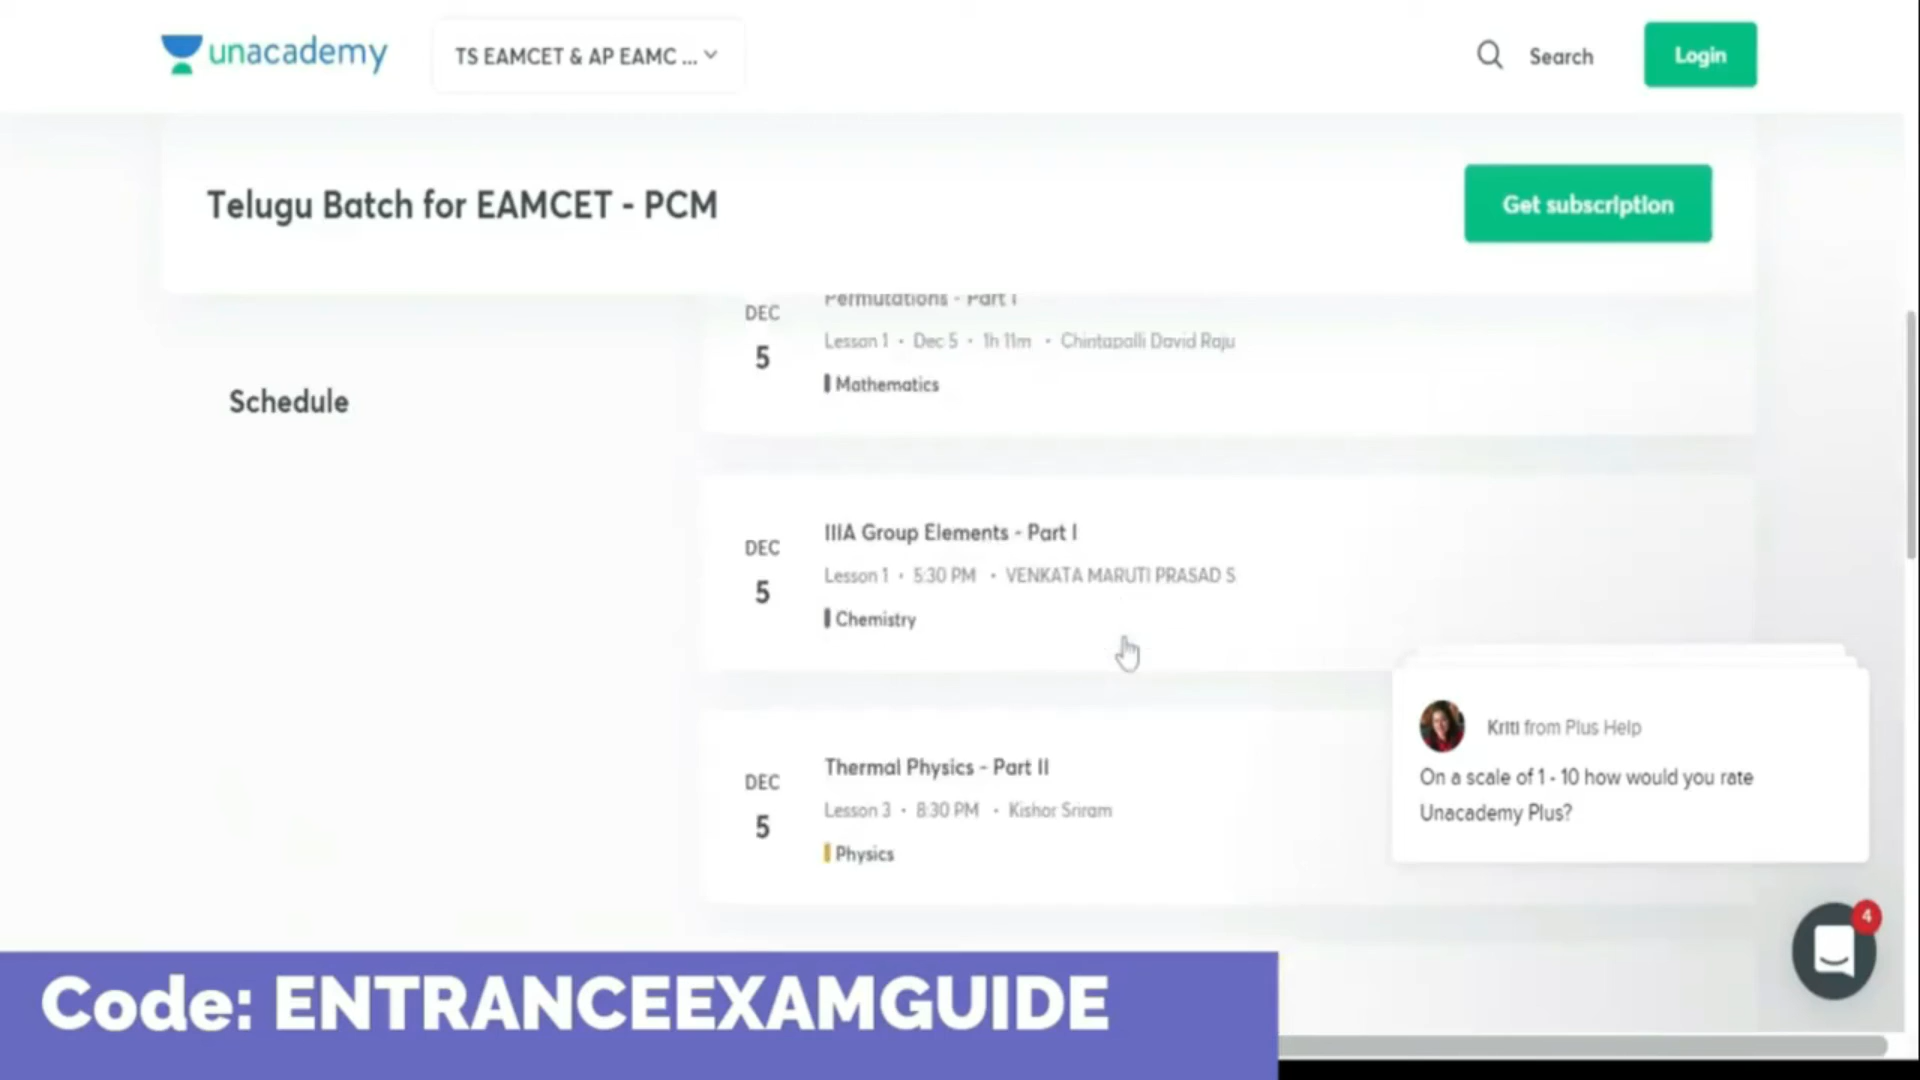 unacademy
TS EAMCET & AP EAMC ...
Search
Login
Telugu Batch for EAMCET - PCM
Get subscription
Permutations - Part I
DEC
5
Lesson 1 • Dec 5 • 1h 11m • Chintapalli David Raju
Mathematics
Schedule
IIIA Group Elements - Part I
DEC
5
Lesson 1 • 5:30 PM • VENKATA MARUTI PRASAD S
Chemistry
Thermal Physics - Part II
DEC
5
Lesson 3 • 8:30 PM • Kishor Sriram
Physics
Kriti from Plus Help
On a scale of 1 - 10 how would you rate
Unacademy Plus?
4
Code: ENTRANCEEXAMGUIDE